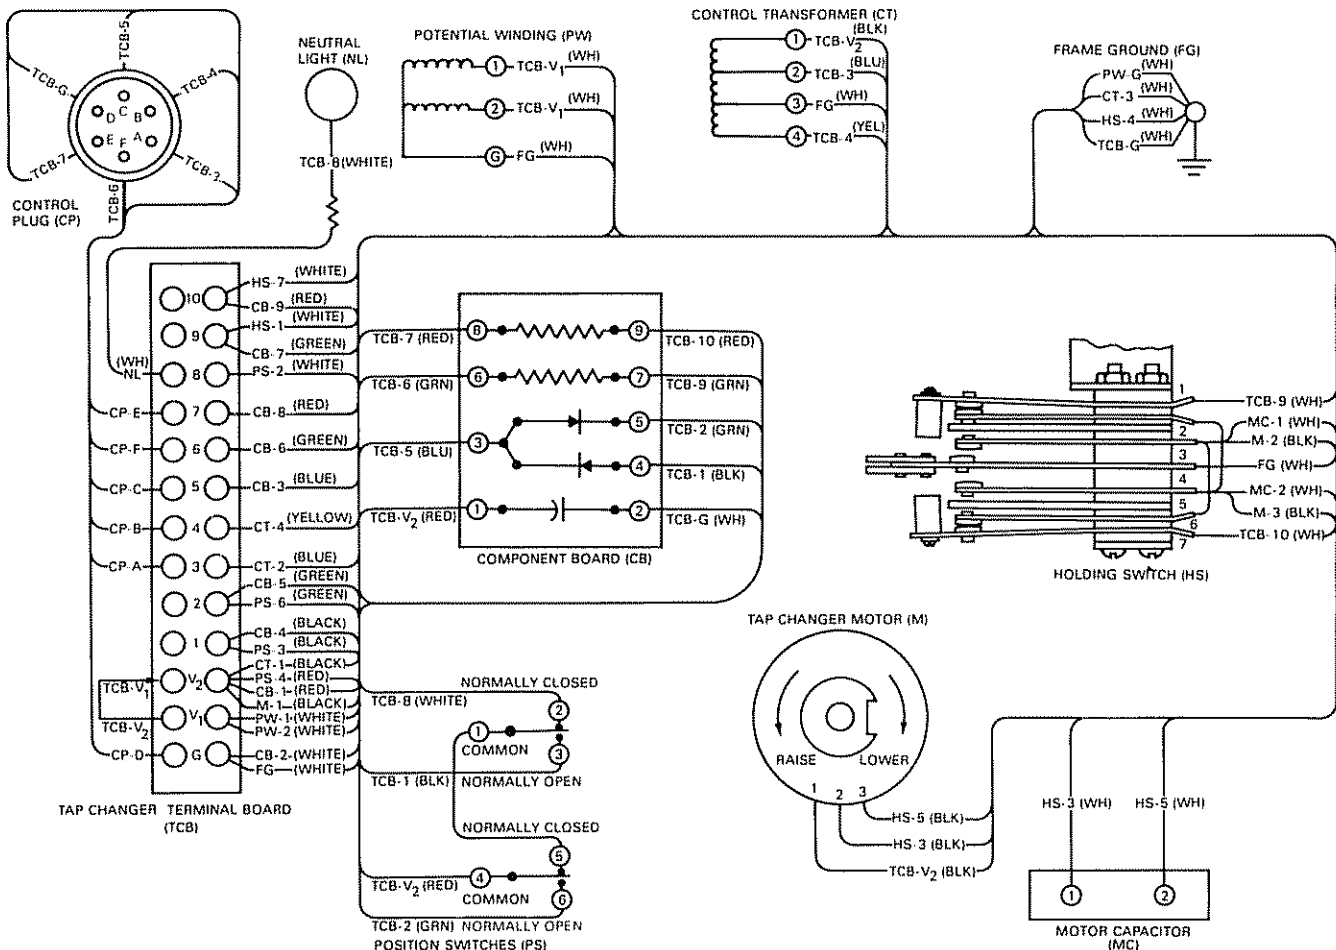 TCB-5
TCB-4
TCB-G
TCB-7
TCB-3
TCB-6
C
D B
E A
F
CONTROL
PLUG (CP)
NEUTRAL
LIGHT (NL)
TCB-8 (WHITE)
POTENTIAL WINDING (PW)
1 TCB-V1 (WH)
2 TCB-V1 (WH)
G FG (WH)
CONTROL TRANSFORMER (CT)
1 TCB-V2 (BLK)
2 TCB-3 (BLU)
3 FG (WH)
4 TCB-4 (YEL)
FRAME GROUND (FG)
PW-G (WH)
CT-3 (WH)
HS-4 (WH)
TCB-G (WH)
10 HS-7 (WHITE)
CB-9 (RED)
9 HS-1 (WHITE)
CB-7 (GREEN)
(WH)
NL 8 PS-2 (WHITE)
CP-E 7 CB-8 (RED)
CP-F 6 CB-6 (GREEN)
CP-C 5 CB-3 (BLUE)
CP-B 4 CT-4 (YELLOW)
CP-A 3 CT-2 (BLUE)
2 CB-5 (GREEN)
PS-6 (GREEN)
1 CB-4 (BLACK)
PS-3 (BLACK)
V2 CT-1 (BLACK)
PS-4 (RED)
CB-1 (RED)
M-1 (BLACK)
TCB-V1
TCB-V2
V1 PW-1 (WHITE)
PW-2 (WHITE)
CP-D G CB-2 (WHITE)
FG (WHITE)
TAP CHANGER TERMINAL BOARD
(TCB)
TCB-7 (RED) 8 9 TCB-10 (RED)
TCB-6 (GRN) 6 7 TCB-9 (GRN)
5 TCB-2 (GRN)
TCB-5 (BLU) 3
4 TCB-1 (BLK)
TCB-V2 (RED) 1 2 TCB-G (WH)
COMPONENT BOARD (CB)
1 TCB-9 (WH)
MC-1 (WH)
2 M-2 (BLK)
3 FG (WH)
4 MC-2 (WH)
5 M-3 (BLK)
6 TCB-10 (WH)
7
HOLDING SWITCH (HS)
NORMALLY CLOSED
TCB-8 (WHITE) 2
1
COMMON
3
TCB-1 (BLK) NORMALLY OPEN
NORMALLY CLOSED
5
TCB-V2 (RED) 4
COMMON
6
TCB-2 (GRN) NORMALLY OPEN
POSITION SWITCHES (PS)
TAP CHANGER MOTOR (M)
RAISE LOWER
1 2 3
HS-5 (BLK)
HS-3 (BLK)
TCB-V2 (BLK)
HS-3 (WH) HS-5 (WH)
1 2
MOTOR CAPACITOR
(MC)